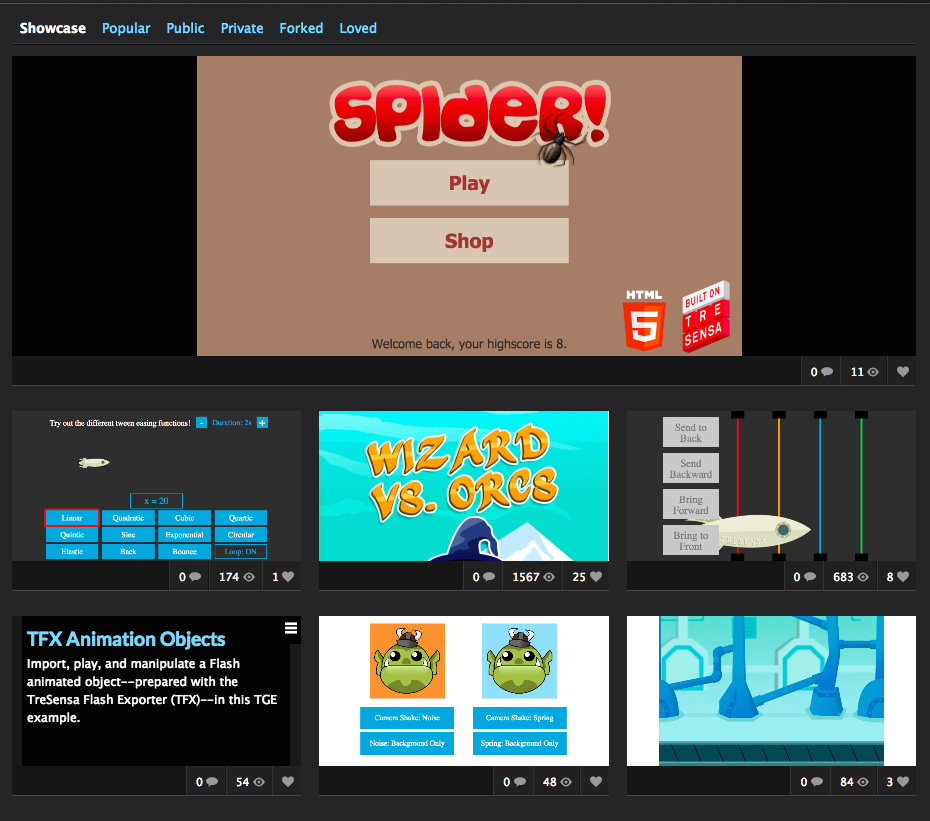 Showcase Popular Public Private Forked Loved
SPIDER!
Play
Shop
HTML
5
BUILT ON
TRE
SENSA
Welcome back, your highscore is 8.
0 11
Try out the different tween easing functions! - Duration: 2s +
x = 20
Linear Quadratic Cubic Quartic
Quintic Sine Exponential Circular
Elastic Back Bounce Loop: ON
0 174 1
WIZARD
VS. ORCS
0 1567 25
Send to
Back
Send
Backward
Bring
Forward
Bring to
Front
TRESENSA
0 683 8
TFX Animation Objects
Import, play, and manipulate a Flash
animated object--prepared with the
TreSensa Flash Exporter (TFX)--in this TGE
example.
0 54
Camera Shake: Noise Camera Shake: Spring
Noise: Background Only Spring: Background Only
0 48
0 84 3